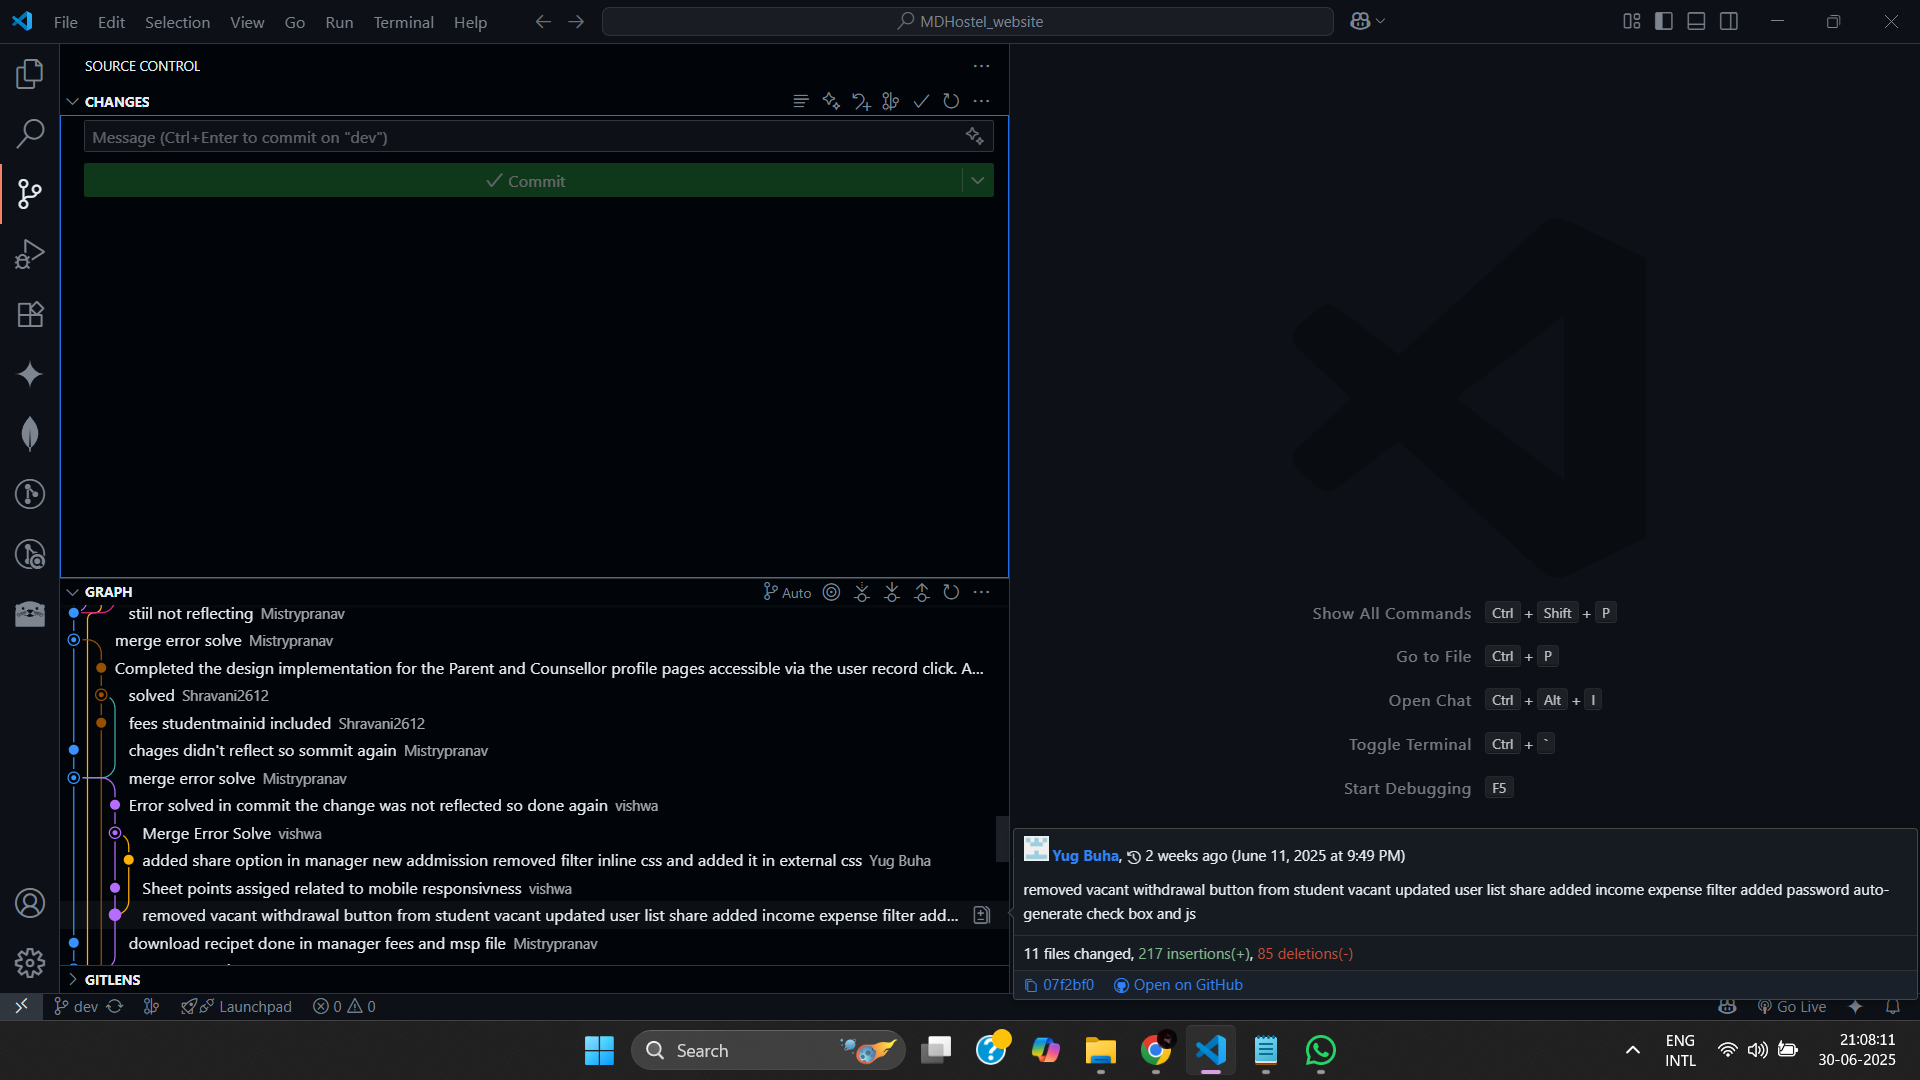 File Edit Selection View Go Run Terminal Help
MDHostel_website
SOURCE CONTROL
CHANGES
Message (Ctrl+Enter to commit on "dev")
Commit
GRAPH
Auto
stiil not reflecting Mistrypranav
merge error solve Mistrypranav
Completed the design implementation for the Parent and Counsellor profile pages accessible via the user record click. A...
solved Shravani2612
fees studentmainid included Shravani2612
chages didn't reflect so sommit again Mistrypranav
merge error solve Mistrypranav
Error solved in commit the change was not reflected so done again vishwa
Merge Error Solve vishwa
added share option in manager new addmission removed filter inline css and added it in external css Yug Buha
Sheet points assiged related to mobile responsivness vishwa
removed vacant withdrawal button from student vacant updated user list share added income expense filter add...
download recipet done in manager fees and msp file Mistrypranav
GITLENS
Show All Commands Ctrl + Shift + P
Go to File Ctrl + P
Open Chat Ctrl + Alt + I
Toggle Terminal Ctrl + `
Start Debugging F5
Yug Buha, 2 weeks ago (June 11, 2025 at 9:49 PM)
removed vacant withdrawal button from student vacant updated user list share added income expense filter added password auto-
generate check box and js
11 files changed, 217 insertions(+), 85 deletions(-)
07f2bf0 Open on GitHub
dev Launchpad 0 0 Go Live
Search
ENG
INTL
21:08:11
30-06-2025